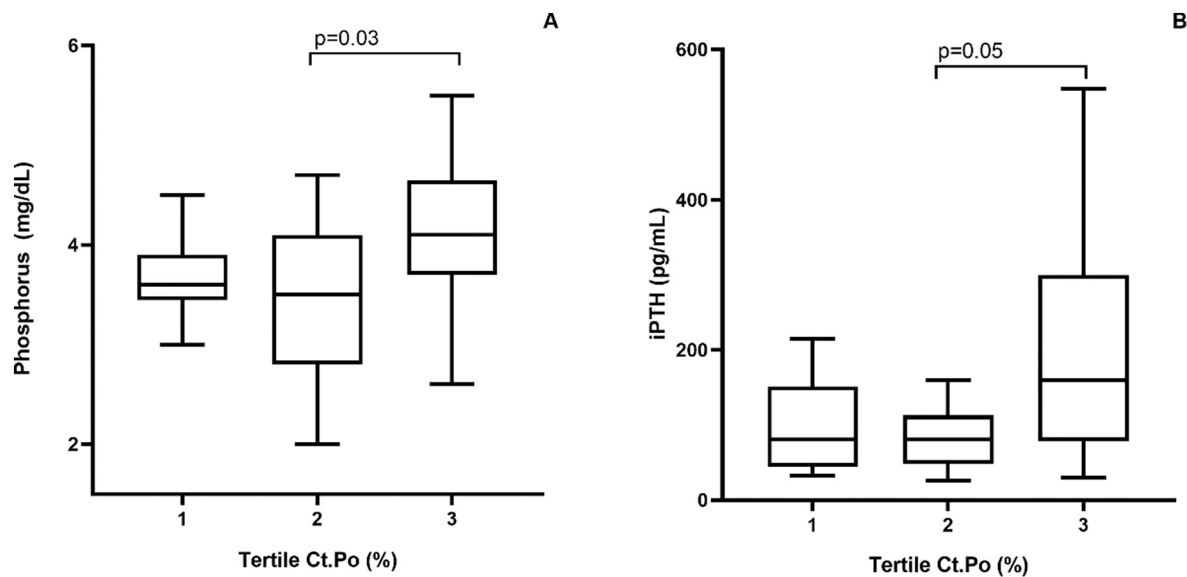 A
p=0.03
6
4
2
Phosphorus (mg/dL)
1 2 3
Tertile Ct.Po (%)
B
p=0.05
600
400
200
0
iPTH (pg/mL)
1 2 3
Tertile Ct.Po (%)